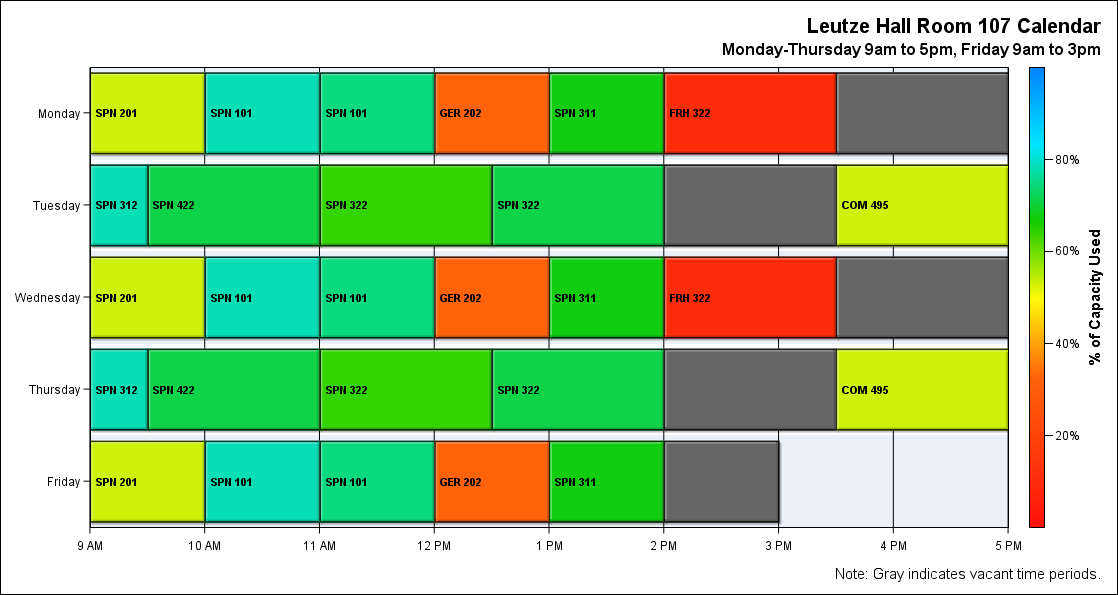 Leutze Hall Room 107 Calendar
Monday-Thursday 9am to 5pm, Friday 9am to 3pm
Monday
SPN 201
SPN 101
SPN 101
GER 202
SPN 311
FRH 322
Tuesday
SPN 312
SPN 422
SPN 322
SPN 322
COM 495
Wednesday
SPN 201
SPN 101
SPN 101
GER 202
SPN 311
FRH 322
Thursday
SPN 312
SPN 422
SPN 322
SPN 322
COM 495
Friday
SPN 201
SPN 101
SPN 101
GER 202
SPN 311
9 AM
10 AM
11 AM
12 PM
1 PM
2 PM
3 PM
4 PM
5 PM
80%
60%
40%
20%
% of Capacity Used
Note: Gray indicates vacant time periods.